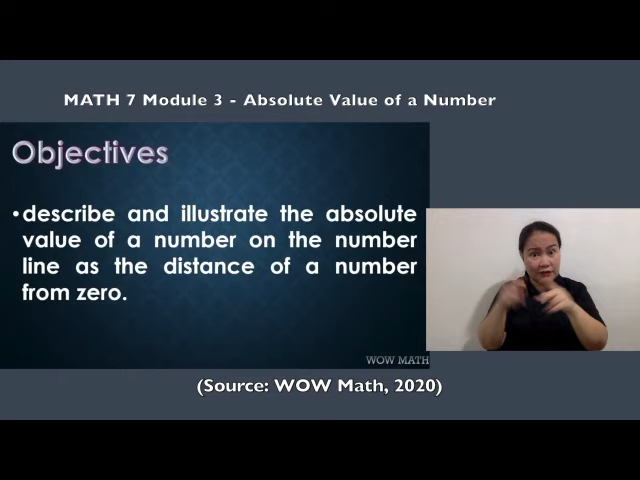 MATH 7 Module 3 - Absolute Value of a Number
Objectives
•describe and illustrate the absolute
value of a number on the number
line as the distance of a number
from zero.
WOW MATH
(Source: WOW Math, 2020)